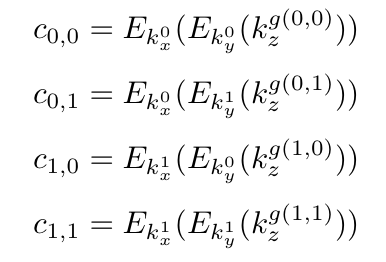 c_{0,0} = E_{k_x^0}(E_{k_y^0}(k_z^{g(0,0)}))
c_{0,1} = E_{k_x^0}(E_{k_y^1}(k_z^{g(0,1)}))
c_{1,0} = E_{k_x^1}(E_{k_y^0}(k_z^{g(1,0)}))
c_{1,1} = E_{k_x^1}(E_{k_y^1}(k_z^{g(1,1)}))